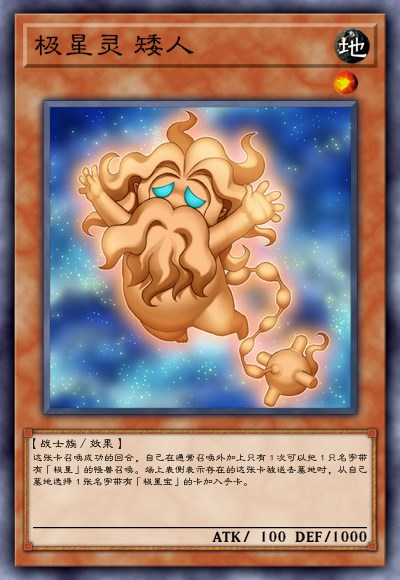 极星灵 矮人
地
【战士族/效果】
这张卡召唤成功的回合，自己在通常召唤外加上只有1次可以把1只名字带
有「极星」的怪兽召唤。场上表侧表示存在的这张卡被送去墓地时，从自己
墓地选择1张名字带有「极星宝」的卡加入手卡。
ATK/ 100 DEF/1000